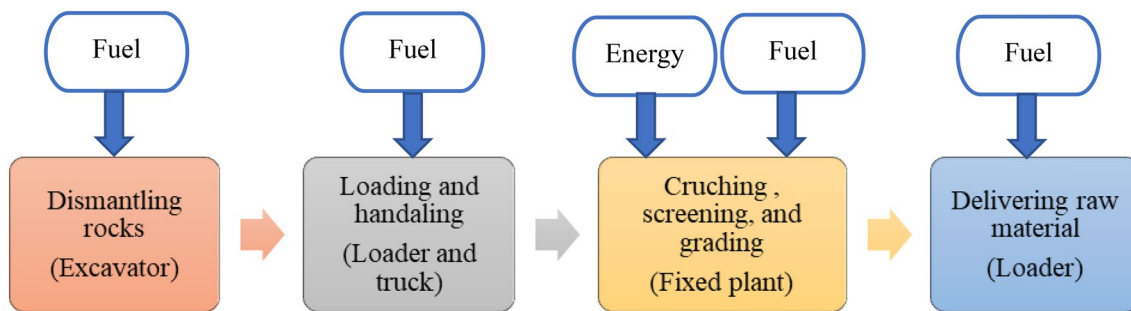 Fuel
Fuel
Energy
Fuel
Fuel
Dismantling
rocks
(Excavator)
Loading and
handaling
(Loader and
truck)
Cruching ,
screening, and
grading
(Fixed plant)
Delivering raw
material
(Loader)